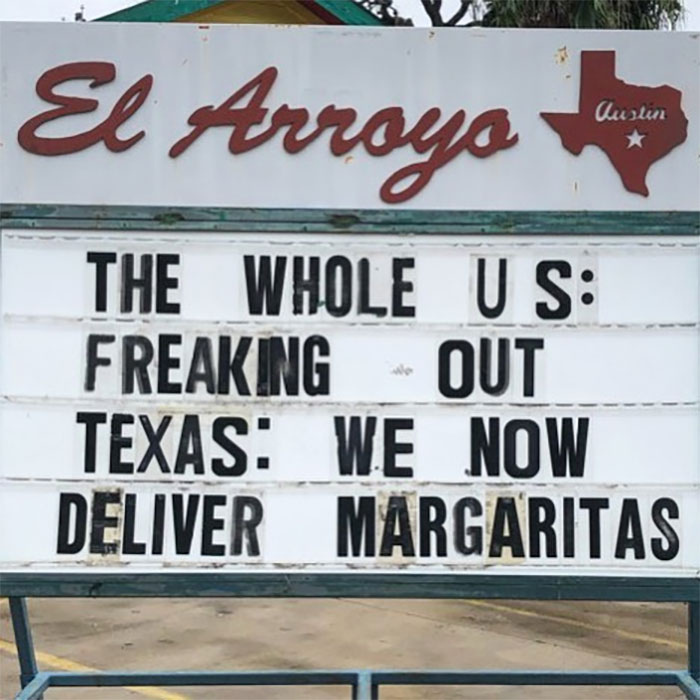 El Arroyo
Austin
THE WHOLE US:
FREAKING OUT
TEXAS: WE NOW
DELIVER MARGARITAS